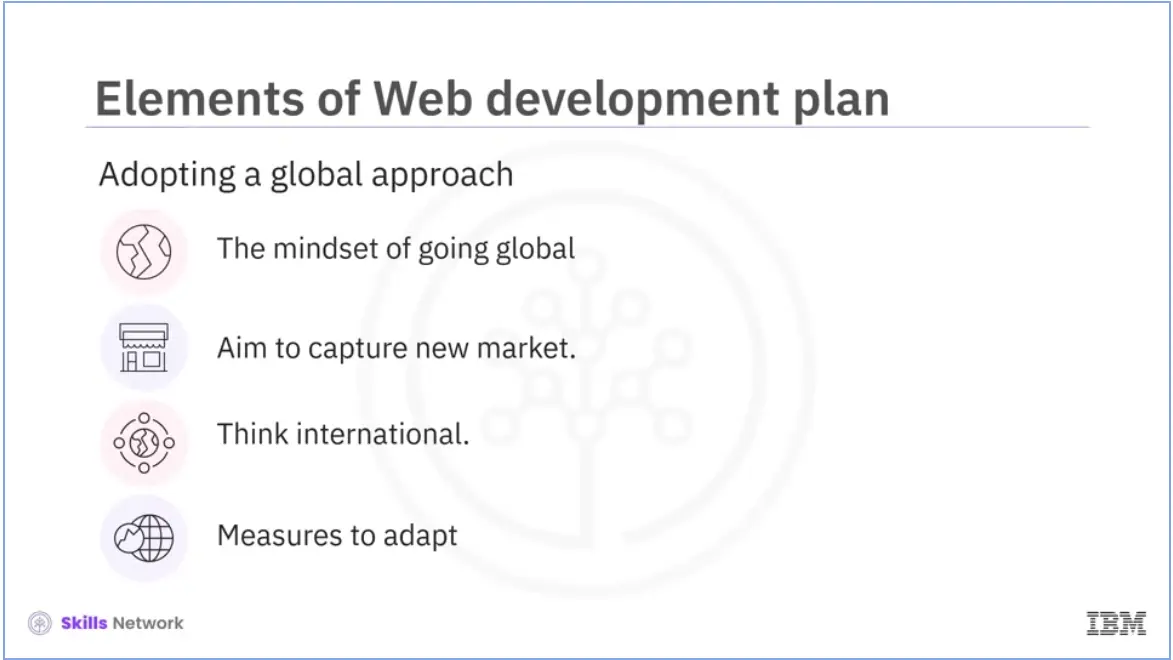 Elements of Web development plan
Adopting a global approach
The mindset of going global
Aim to capture new market.
Think international.
Measures to adapt
Skills Network
IBM